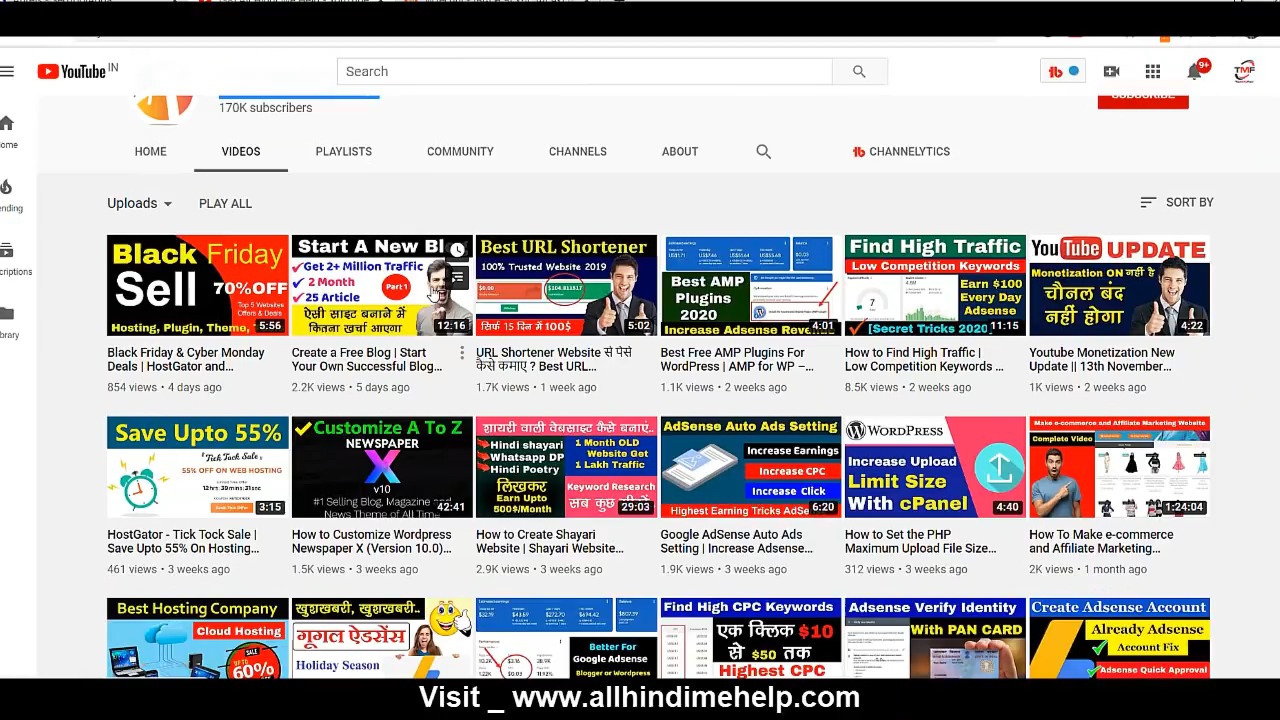 YouTube IN
Search
9+
TMF
170K subscribers
SUBSCRIBE
HOME VIDEOS PLAYLISTS COMMUNITY CHANNELS ABOUT CHANNELYTICS
Uploads PLAY ALL SORT BY
Black Friday
Sell 70%OFF
Top 5 Websites
Offers & Deals
Hosting, Plugin, Theme,
5:56
Black Friday & Cyber Monday
Deals | HostGator and...
854 views • 4 days ago
Start A New Bl
Get 2+ Million Traffic
2 Month
Part 1
25 Article
ऐसी साइट बनाने में
कितना खर्चा आएगा
12:16
Create a Free Blog | Start
Your Own Successful Blog...
2.2K views • 5 days ago
Best URL Shortener
100% Trusted Website 2019
सिर्फ 15 दिन में 100$
5:02
URL Shortener Website से पैसे
कैसे कमाए ? Best URL...
1.7K views • 1 week ago
Best AMP
Plugins
2020
Increase Adsense Reve
4:01
Best Free AMP Plugins For
WordPress | AMP for WP –...
1.1K views • 2 weeks ago
Find High Traffic
Low Competition Keywords
7
Earn $100
Every Day
Adsense
[Secret Tricks 2020
11:15
How to Find High Traffic |
Low Competition Keywords ...
8.5K views • 2 weeks ago
YouTube UPDATE
Monetization ON नहीं है
चैनल बंद
नहीं होगा
4:22
Youtube Monetization New
Update || 13th November...
1K views • 2 weeks ago
Save Upto 55%
Tick Tock Sale
55% OFF ON WEB HOSTING
3:15
HostGator - Tick Tock Sale |
Save Upto 55% On Hosting...
461 views • 3 weeks ago
Customize A To Z
NEWSPAPER
X
v10
#1 Selling Blog, Magazine and
News Theme of All Time
42:41
How to Customize Wordpress
Newspaper X (Version 10.0)...
1.5K views • 3 weeks ago
शायरी वाली वेबसाइट कैसे बनाएं..
Hindi shayari
Whatsapp DP
Hindi Poetry
लिखकर
Earn Upto
500$/Month
1 Month OLD
Website Get
1 Lakh Traffic
Keyword Research
सब कुछ
29:03
How to Create Shayari
Website | Shayari Website...
2.9K views • 3 weeks ago
AdSense Auto Ads Setting
Increase Earnings
Increase CPC
Increase Click
Highest Earning Tricks AdSe
6:20
Google AdSense Auto Ads
Setting | Increase Adsense...
1.9K views • 3 weeks ago
WORDPRESS
Increase Upload
Limit Size
With cPanel
4:40
How to Set the PHP
Maximum Upload File Size...
312 views • 3 weeks ago
Make e-commerce and Affiliate Marketing Website
Complete Video
1:24:04
How To Make E-commerce
and Affiliate Marketing...
2K views • 1 month ago
Best Hosting Company
Cloud Hosting
SALE
UP TO
60%
खुशखबरी, खुशखबरी..
गूगल ऐडसेंस
Holiday Season
Better For
Google Adsense
Blogger or Wordpress
Find High CPC Keywords
एक क्लिक $10
से $50 तक
Highest CPC
Adsense Verify Identity
With PAN CARD
Create Adsense Account
Already Adsense
Account Fix
Adsense Quick Approval
Visit _ www.allhindimehelp.com